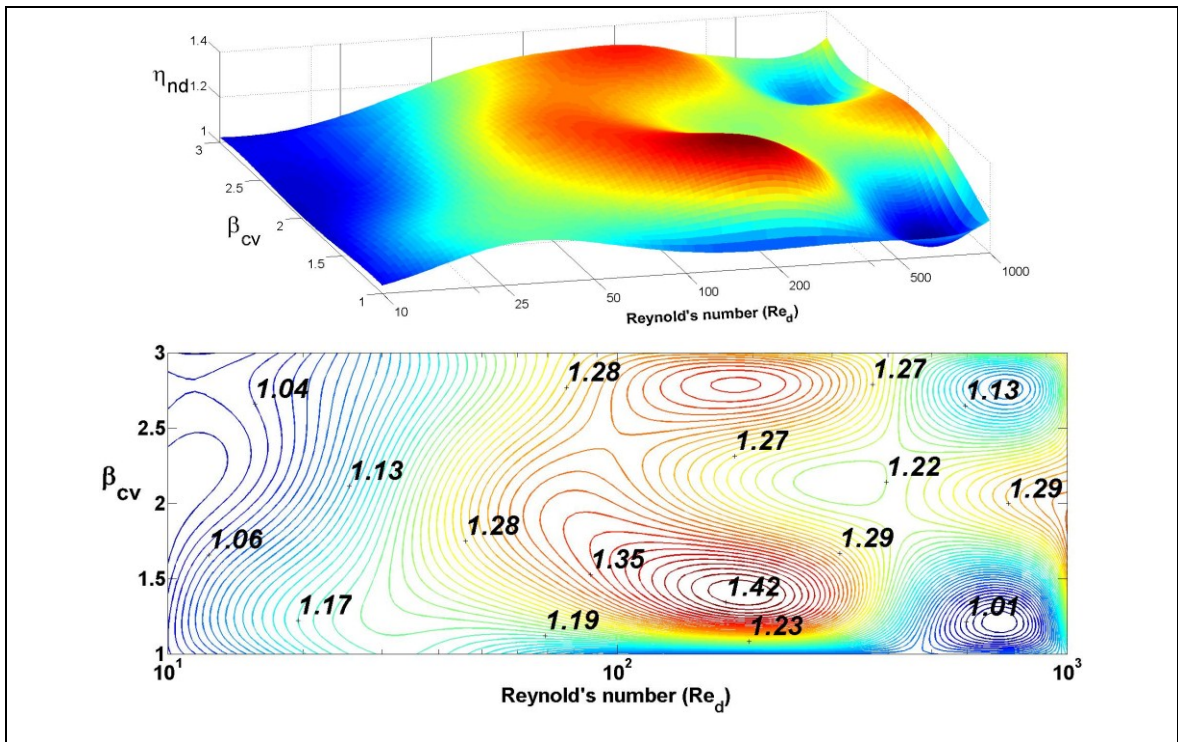 1.4
η_nd 1.2
1
3
2.5
β_cv 2
1.5
1
10 25 50 100 200 500 1000
Reynold's number (Re_d)
3 1.28 1.27
1.04 1.13
2.5
1.27
β_cv 1.13 1.22
2 1.29
1.06 1.28 1.29
1.5 1.35
1.17 1.42 1.01
1.19 1.23
1
10^1 10^2 10^3
Reynold's number (Re_d)